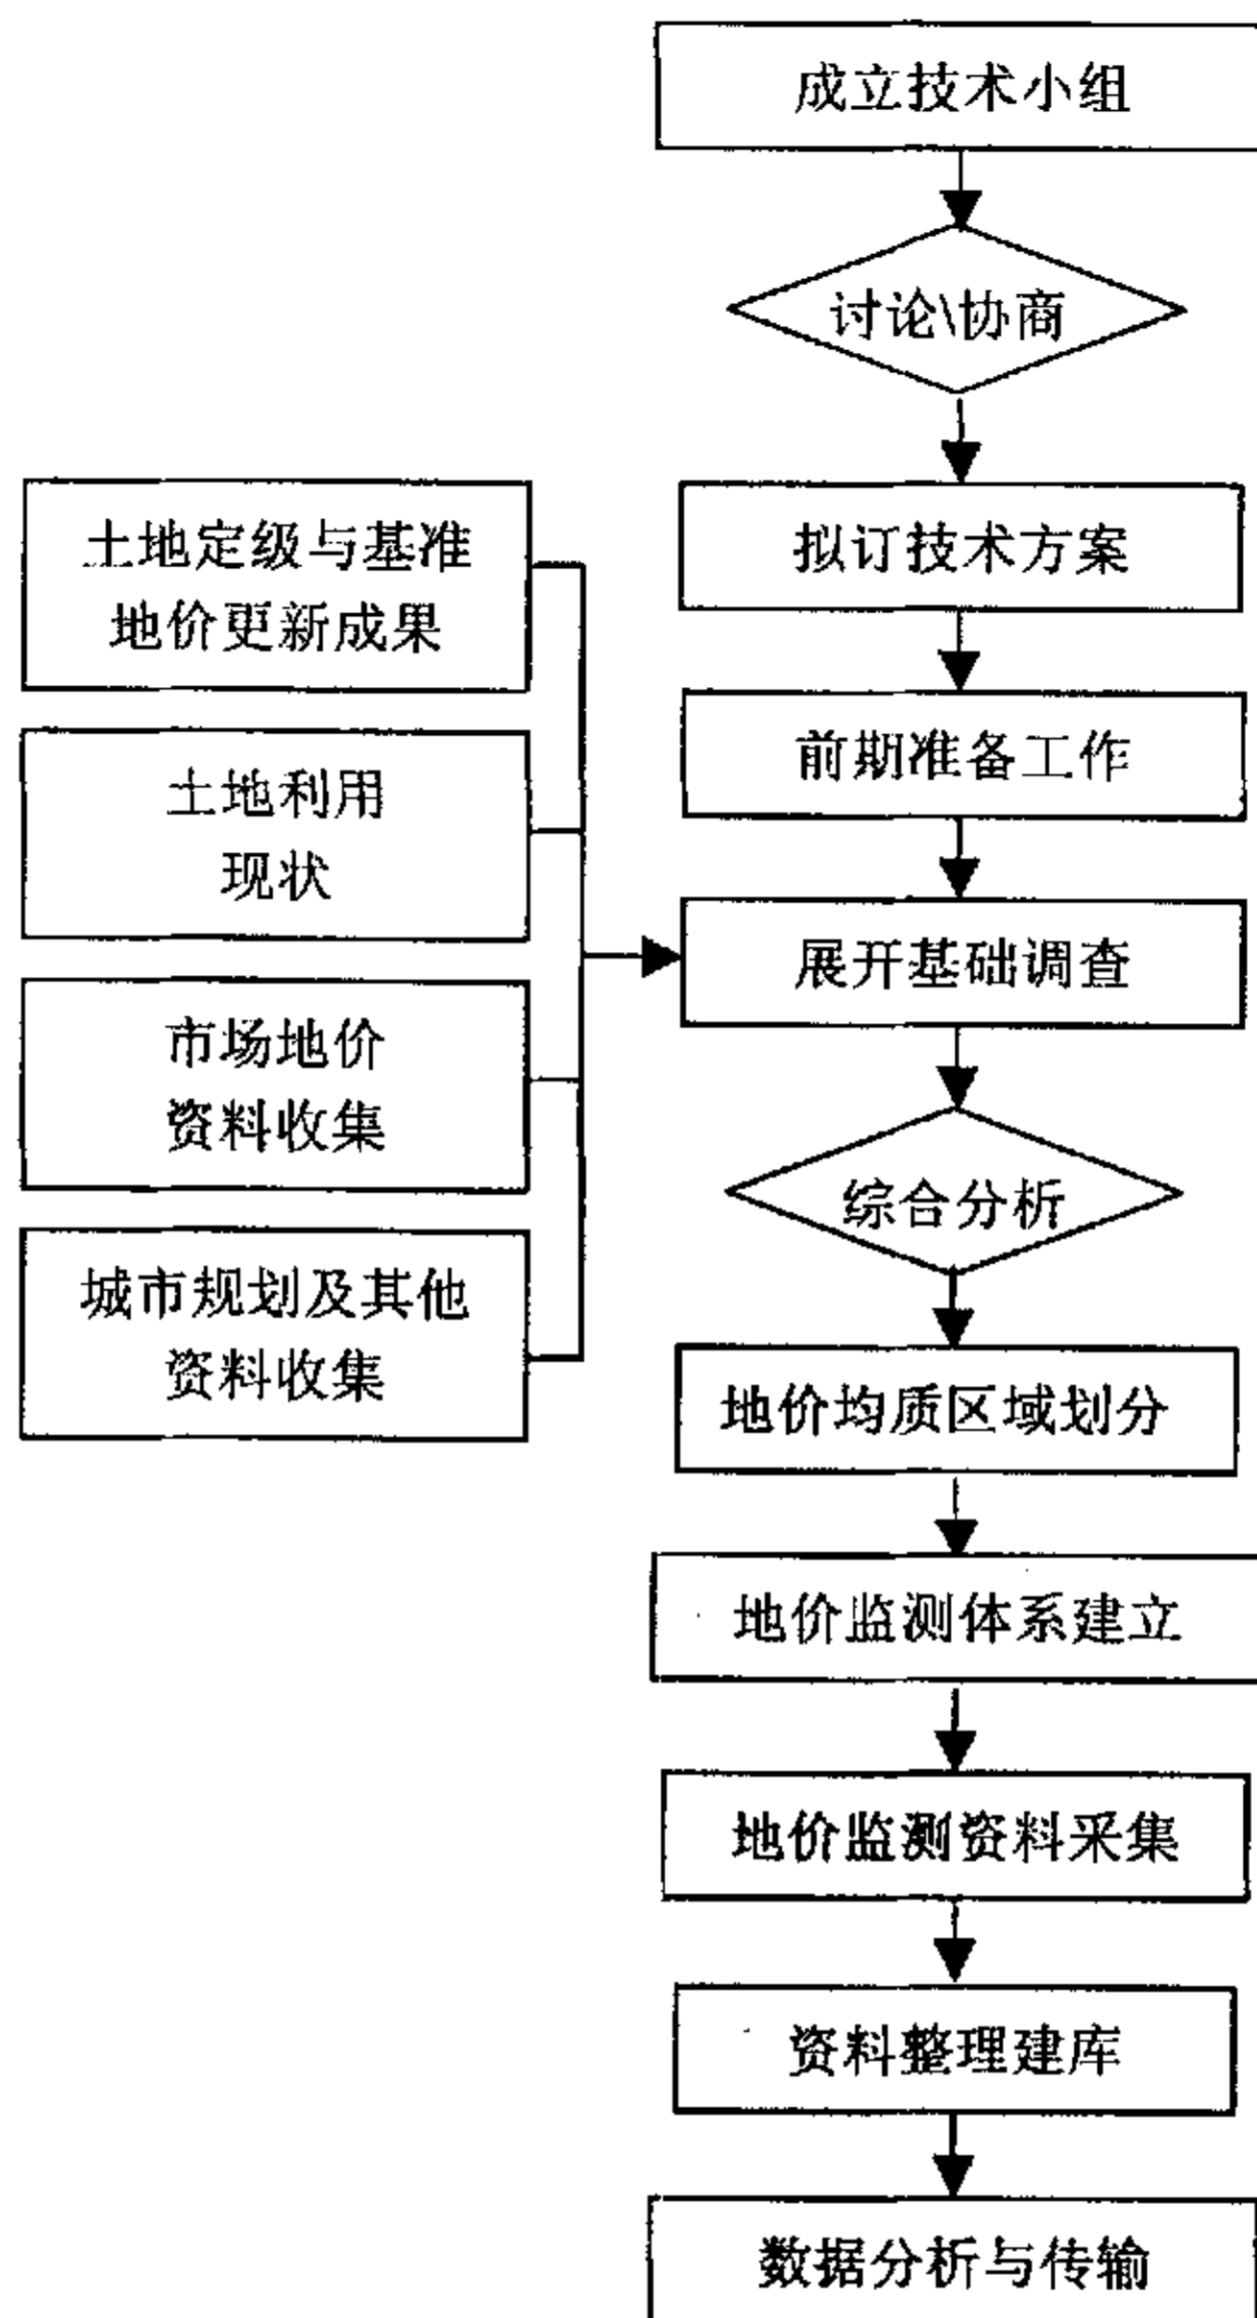 成立技术小组
讨论\协商
拟订技术方案
前期准备工作
展开基础调查
土地定级与基准
地价更新成果
土地利用
现状
市场地价
资料收集
城市规划及其他
资料收集
综合分析
地价均质区域划分
地价监测体系建立
地价监测资料采集
资料整理建库
数据分析与传输